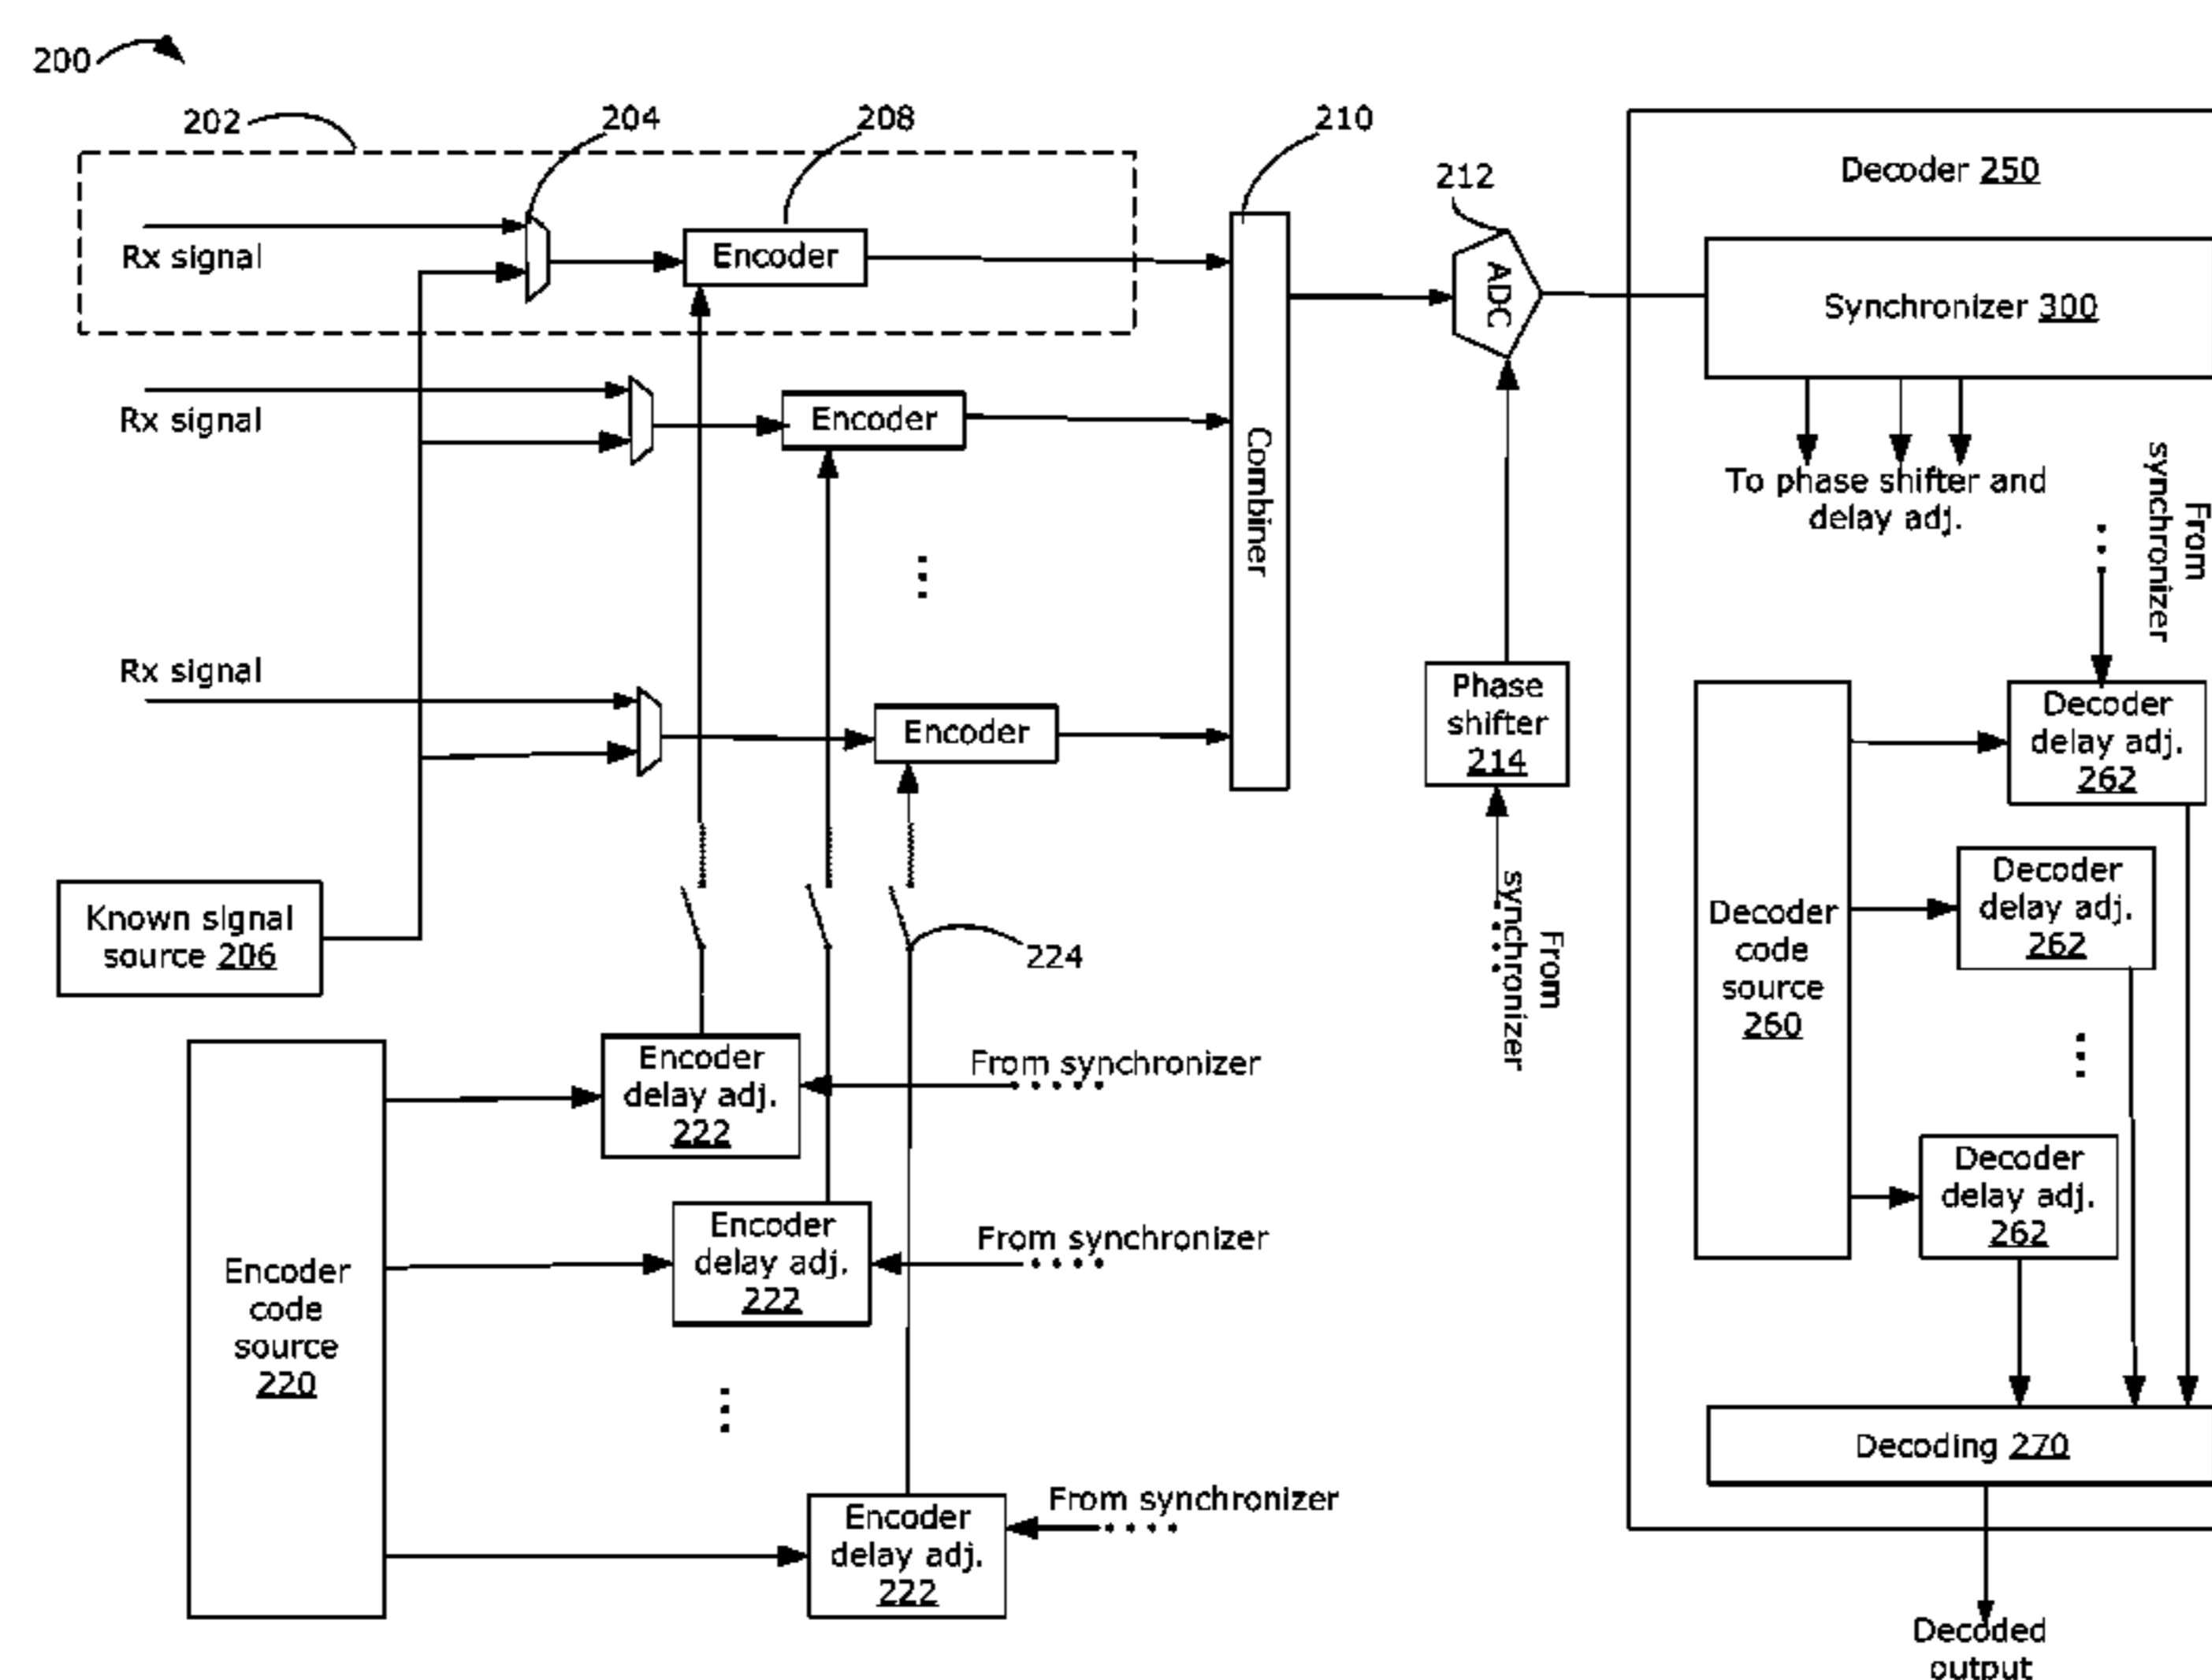 200
202
204
208
210
212
Rx signal
Encoder
Rx signal
Encoder
Rx signal
Encoder
Combiner
ADC
Phase
shifter
214
From
synchronizer
Known signal
source 206
224
Encoder
code
source
220
Encoder
delay adj.
222
From synchronizer
Encoder
delay adj.
222
From synchronizer
Encoder
delay adj.
222
From synchronizer
Decoder 250
Synchronizer 300
To phase shifter and
delay adj.
From
synchronizer
Decoder
code
source
260
Decoder
delay adj.
262
Decoder
delay adj.
262
Decoder
delay adj.
262
Decoding 270
Decoded
output